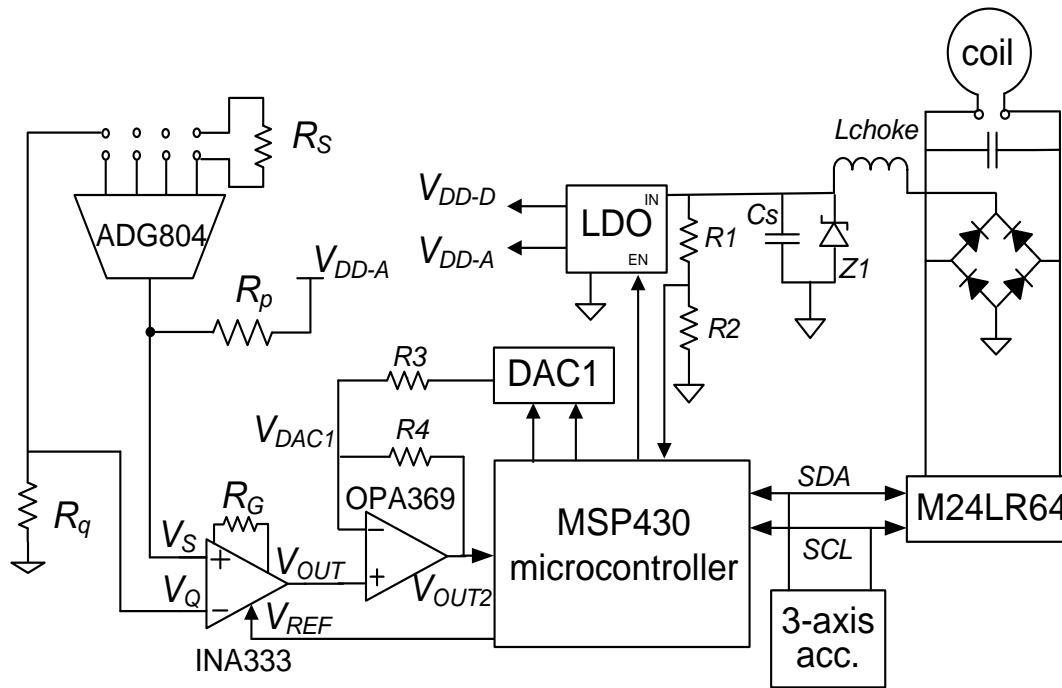 coil
Lchoke
R_S
V_DD-D
IN
LDO
Cs
R1
ADG804
V_DD-A
EN
Z1
V_DD-A
R_p
R2
R3
DAC1
V_DAC1
R4
SDA
OPA369
R_G
R_q
MSP430
microcontroller
M24LR64
V_S
V_OUT
SCL
V_Q
V_OUT2
V_REF
3-axis
acc.
INA333